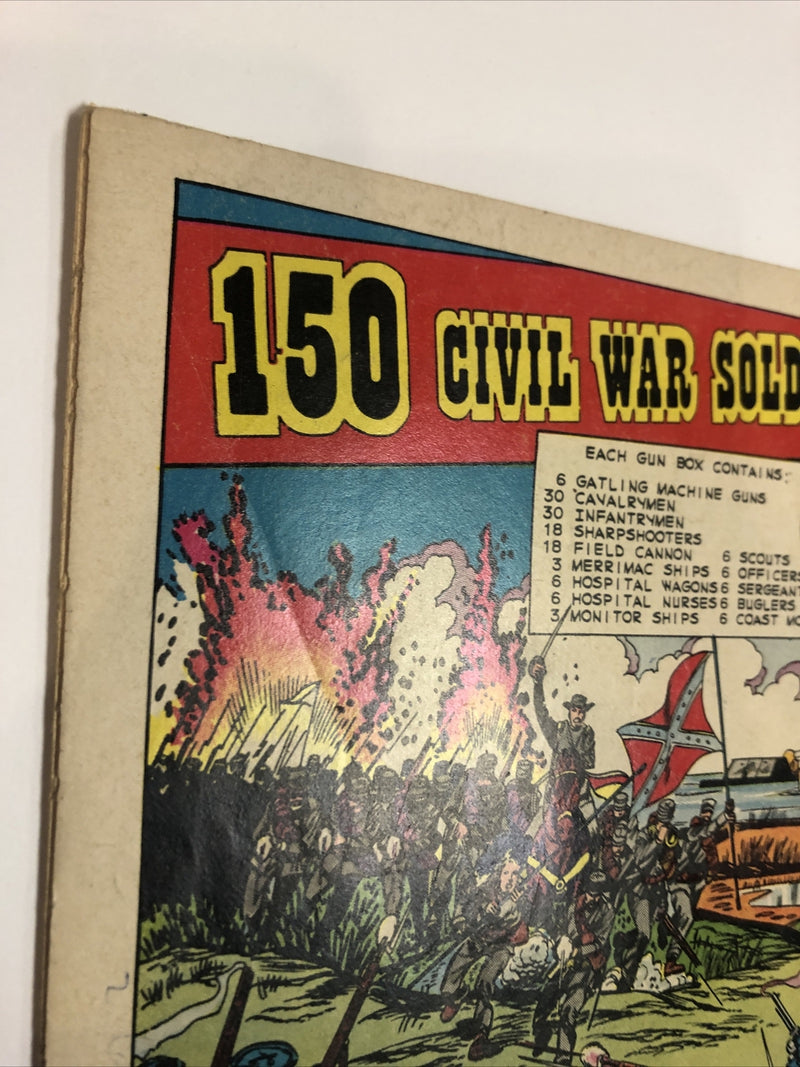 150 CIVIL WAR SOLD
EACH GUN BOX CONTAINS:
6 GATLING MACHINE GUNS
30 CAVALRYMEN
30 INFANTRYMEN
18 SHARPSHOOTERS
18 FIELD CANNON 6 SCOUTS
3 MERRIMAC SHIPS 6 OFFICERS
6 HOSPITAL WAGONS 6 SERGEANT
6 HOSPITAL NURSES 6 BUGLERS
3 MONITOR SHIPS 6 COAST MO